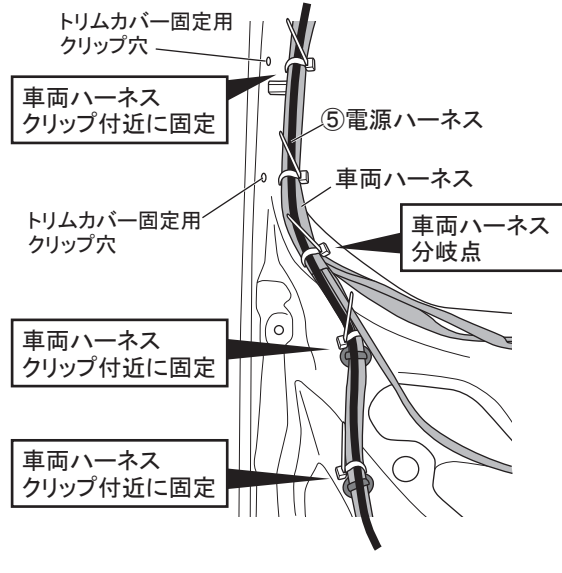 トリムカバー固定用
クリップ穴
車両ハーネス
クリップ付近に固定
⑤電源ハーネス
車両ハーネス
トリムカバー固定用
クリップ穴
車両ハーネス
分岐点
車両ハーネス
クリップ付近に固定
車両ハーネス
クリップ付近に固定